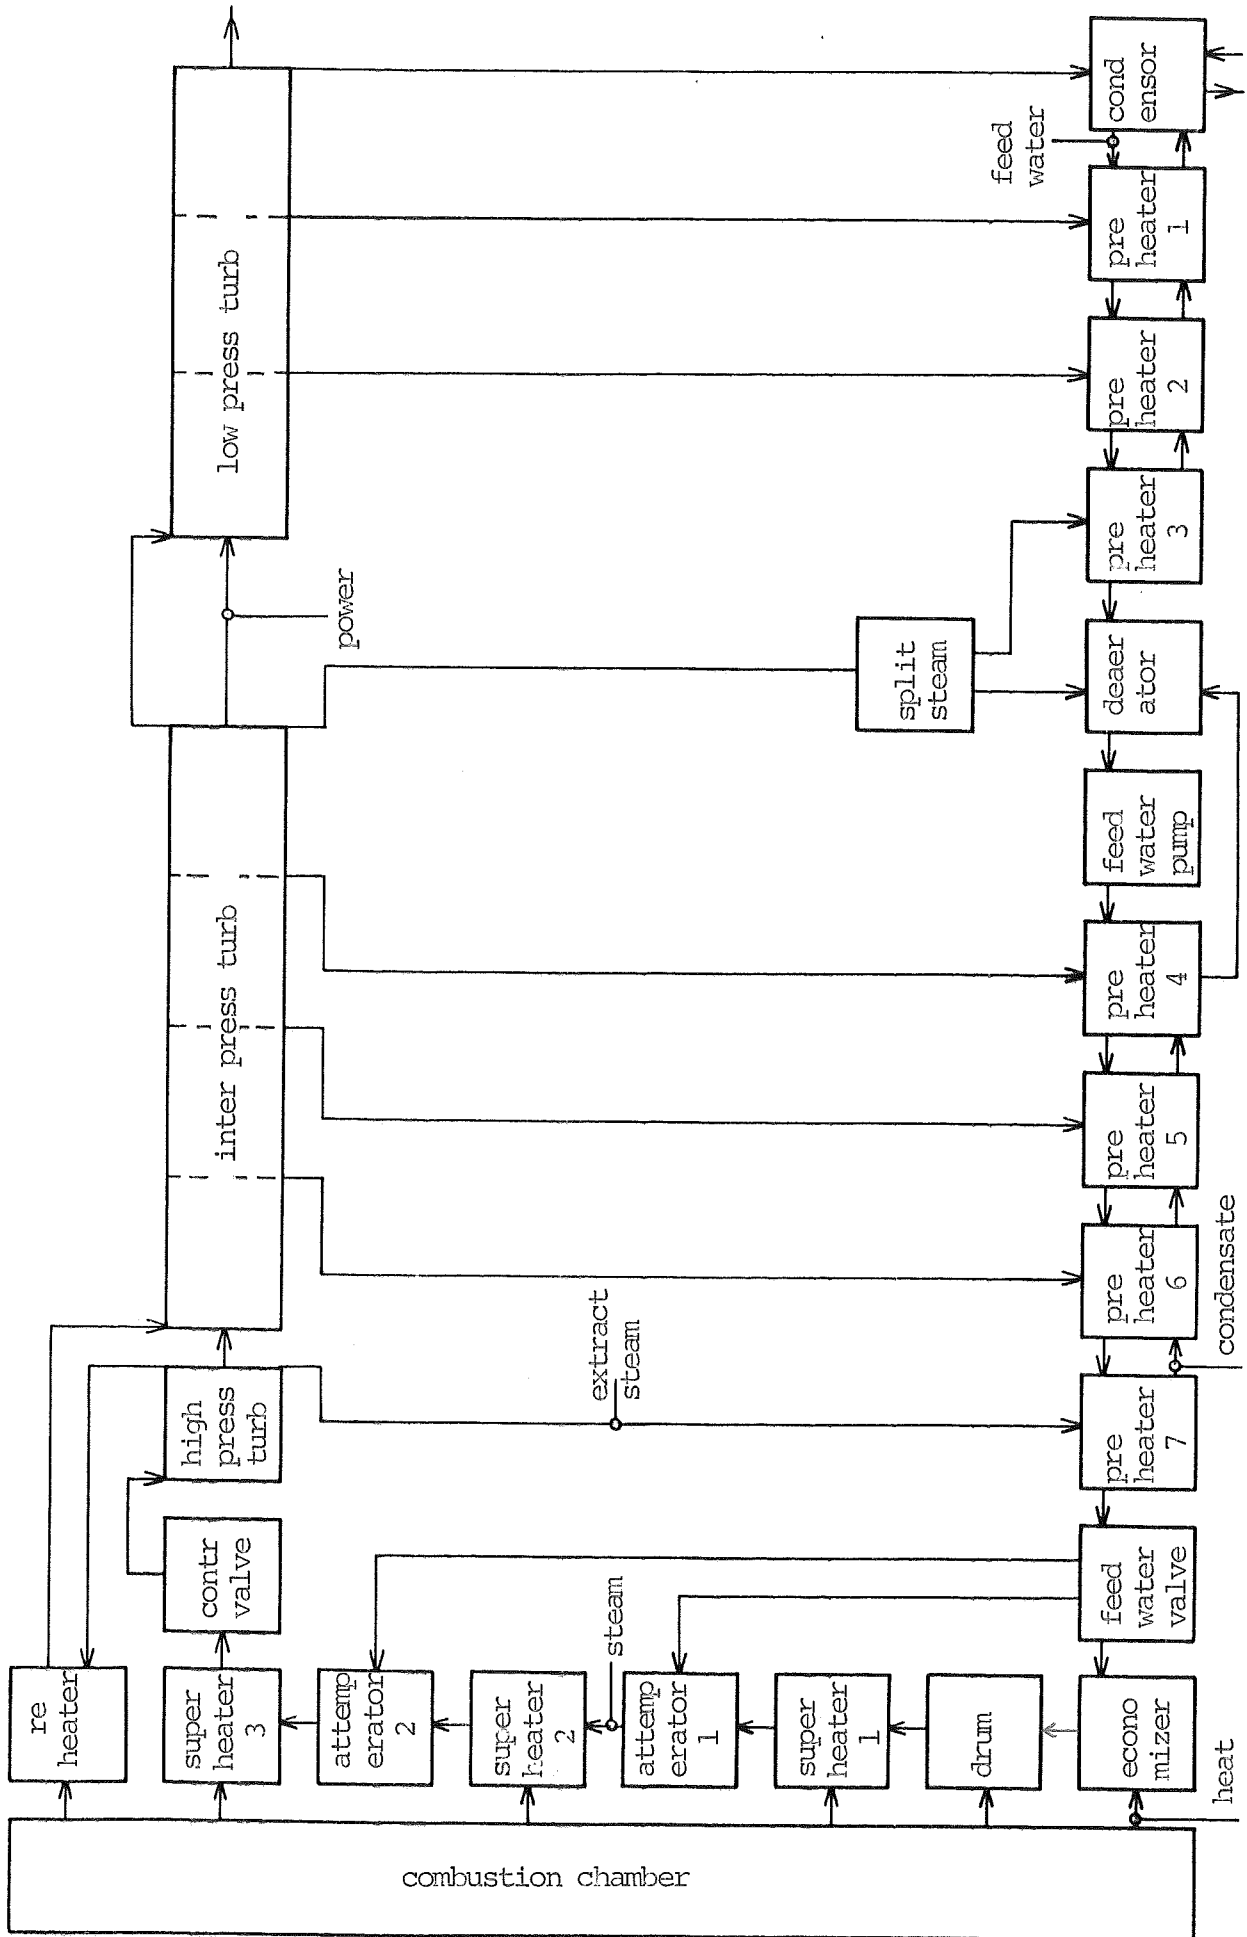 cond
ensor
feed
water
pre
heater
1
low press turb
pre
heater
2
pre
heater
3
power
split
steam
deaer
ator
feed
water
pump
inter press turb
pre
heater
4
pre
heater
5
pre
heater
6
condensate
extract
steam
high
press
turb
pre
heater
7
contr
valve
feed
water
valve
steam
re
heater
super
heater
3
attemp
erator
2
super
heater
2
attemp
erator
1
super
heater
1
drum
econo
mizer
heat
combustion chamber